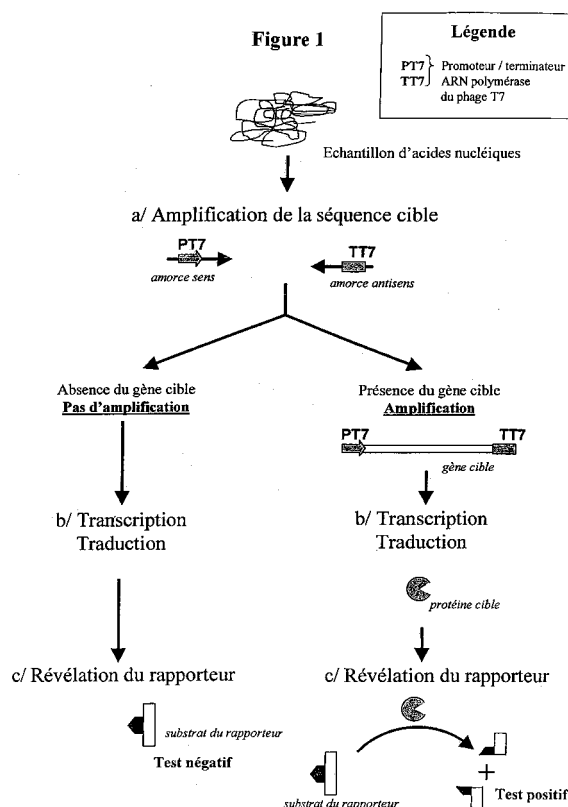 Figure 1
Légende
PT7 } Promoteur / terminateur
TT7 ARN polymérase
du phage T7
Echantillon d'acides nucléiques
a/ Amplification de la séquence cible
PT7
TT7
amorce sens
amorce antisens
Absence du gène cible
Pas d'amplification
Présence du gène cible
Amplification
PT7
TT7
gène cible
b/ Transcription
Traduction
b/ Transcription
Traduction
protéine cible
c/ Révélation du rapporteur
c/ Révélation du rapporteur
substrat du rapporteur
Test négatif
+
Test positif
substrat du rapporteur